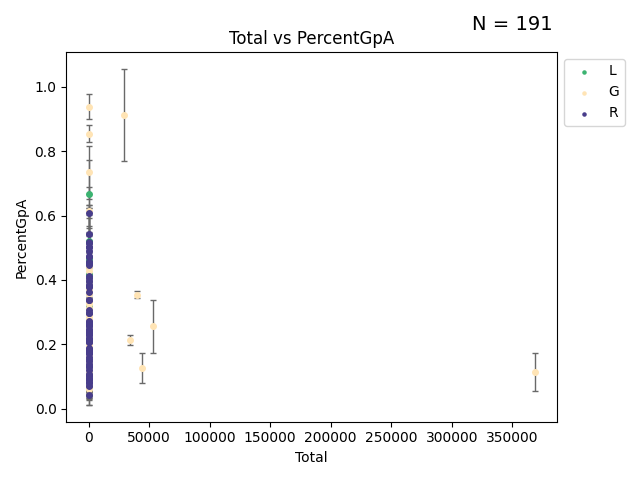 N = 191
Total vs PercentGpA
L
G
R
1.0
0.8
0.6
0.4
0.2
0.0
PercentGpA
0 50000 100000 150000 200000 250000 300000 350000
Total